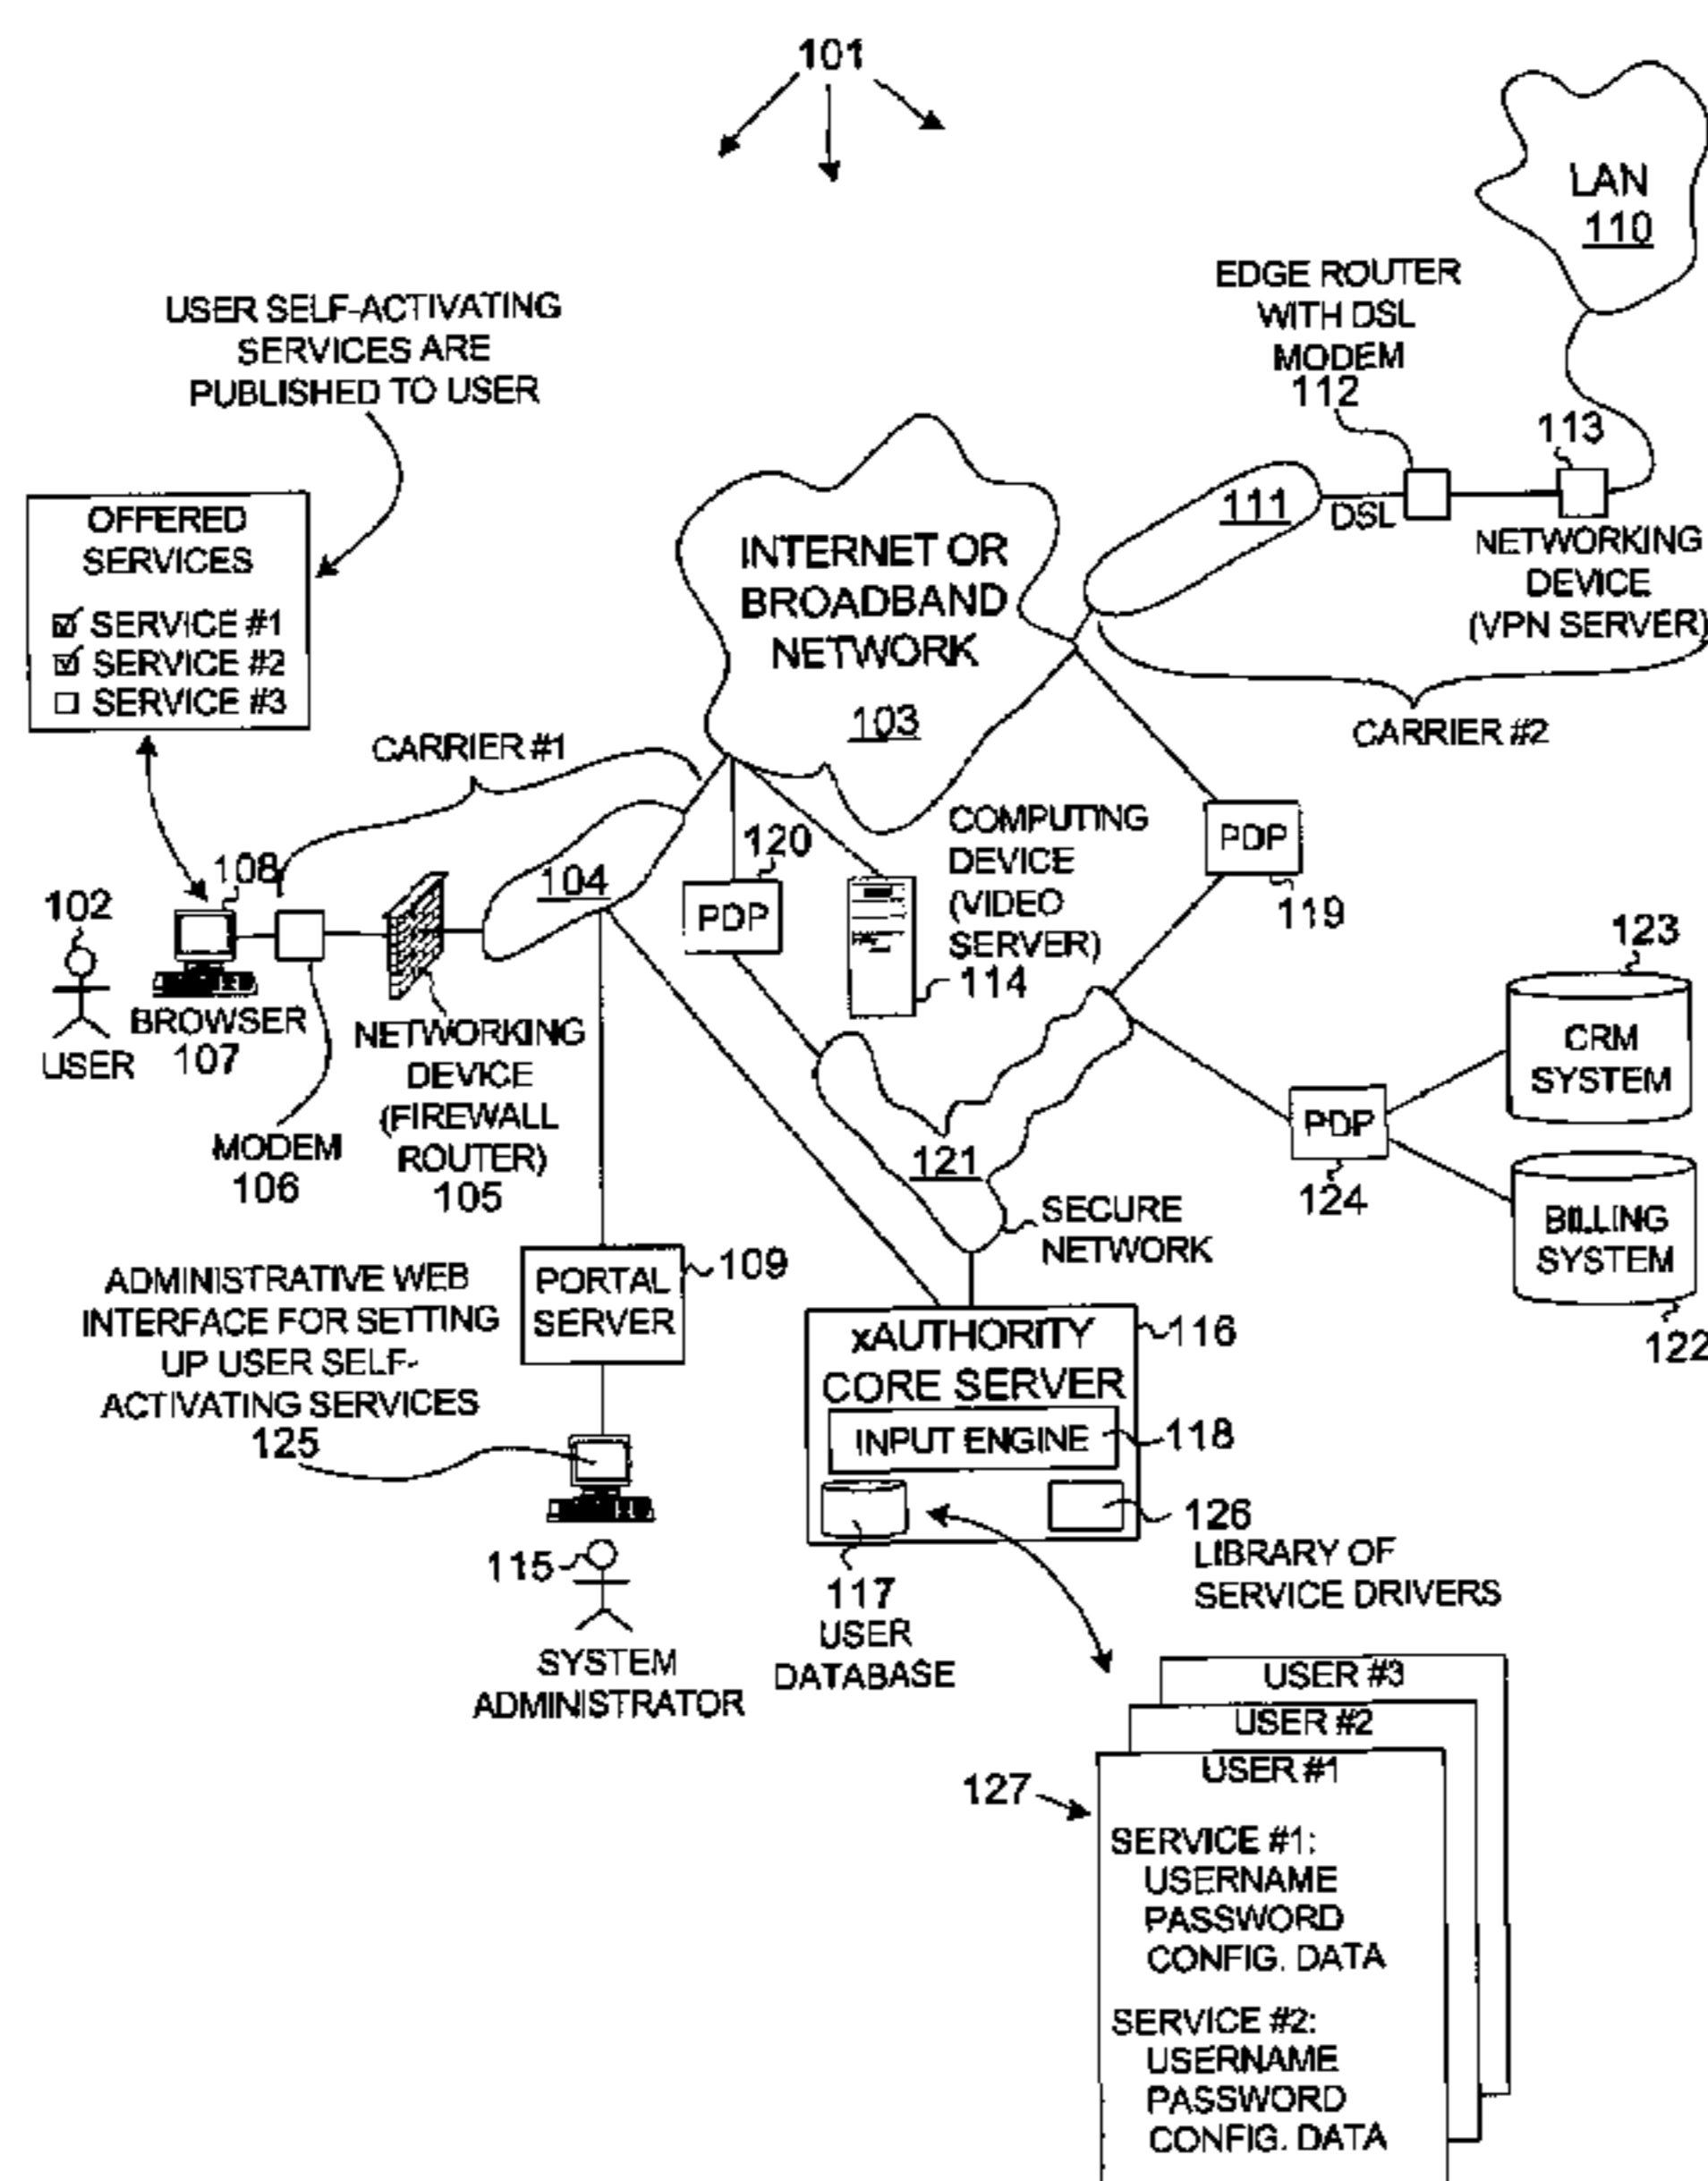 101
LAN
110
EDGE ROUTER
WITH DSL
MODEM
112
USER SELF-ACTIVATING
SERVICES ARE
PUBLISHED TO USER
113
111
DSL
NETWORKING
DEVICE
(VPN SERVER)
OFFERED
SERVICES
SERVICE #1
SERVICE #2
SERVICE #3
INTERNET OR
BROADBAND
NETWORK
103
CARRIER #1
CARRIER #2
COMPUTING
DEVICE
(VIDEO
SERVER)
114
120
PDP
PDP
119
104
108
102
USER
BROWSER
107
MODEM
106
NETWORKING
DEVICE
(FIREWALL
ROUTER)
105
123
CRM
SYSTEM
PDP
124
BILLING
SYSTEM
122
121
SECURE
NETWORK
PORTAL
SERVER
109
ADMINISTRATIVE WEB
INTERFACE FOR SETTING
UP USER SELF-
ACTIVATING SERVICES
125
xAUTHORITY
CORE SERVER
116
INPUT ENGINE
118
126
LIBRARY OF
SERVICE DRIVERS
117
USER
DATABASE
115
SYSTEM
ADMINISTRATOR
USER #3
USER #2
USER #1
127
SERVICE #1:
USERNAME
PASSWORD
CONFIG. DATA
SERVICE #2:
USERNAME
PASSWORD
CONFIG. DATA